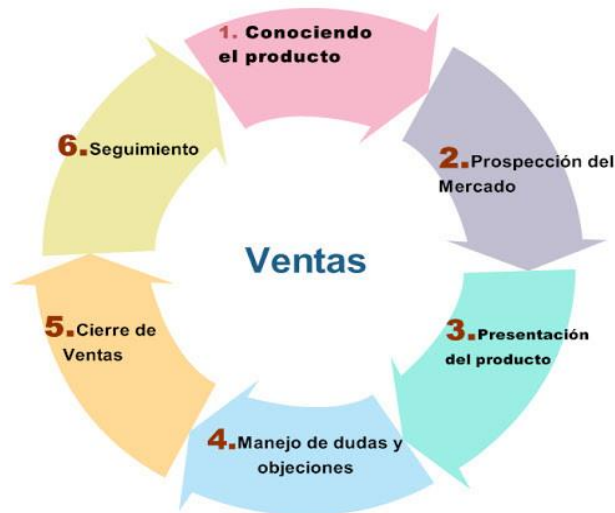 1. Conociendo
el producto
2.Prospección del
Mercado
3.Presentación
del producto
4.Manejo de dudas y
objeciones
5.Cierre de
Ventas
6.Seguimiento
Ventas